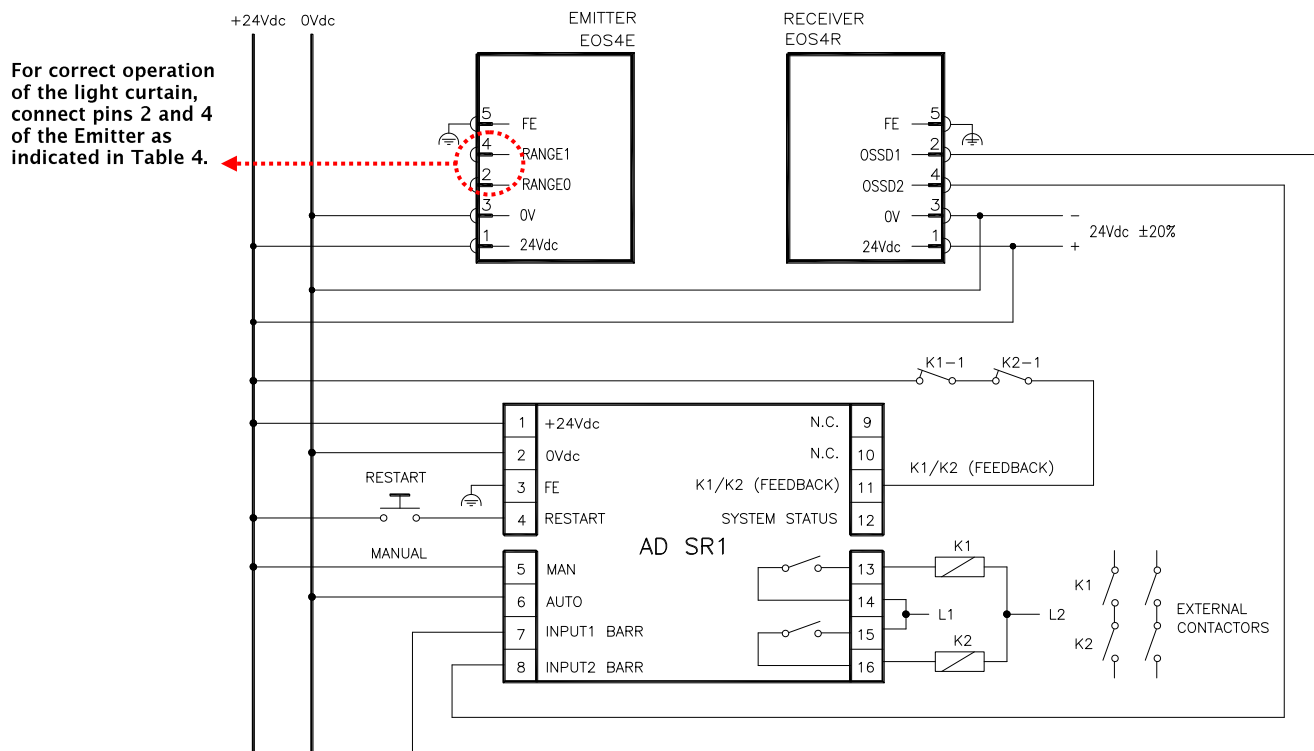 +24Vdc 0Vdc
EMITTER
EOS4E
RECEIVER
EOS4R
For correct operation
of the light curtain,
connect pins 2 and 4
of the Emitter as
indicated in Table 4.
5 FE
4 RANGE1
2 RANGE0
3 0V
1 24Vdc
FE 5
OSSD1 2
OSSD2 4
0V 3
24Vdc 1
−
24Vdc ±20%
+
K1-1 K2-1
1 +24Vdc
2 0Vdc
3 FE
4 RESTART
N.C. 9
N.C. 10
K1/K2 (FEEDBACK) 11
SYSTEM STATUS 12
K1/K2 (FEEDBACK)
RESTART
MANUAL
AD SR1
5 MAN
6 AUTO
7 INPUT1 BARR
8 INPUT2 BARR
13
14
15
16
K1
L1
L2
K2
K1
K2
EXTERNAL
CONTACTORS